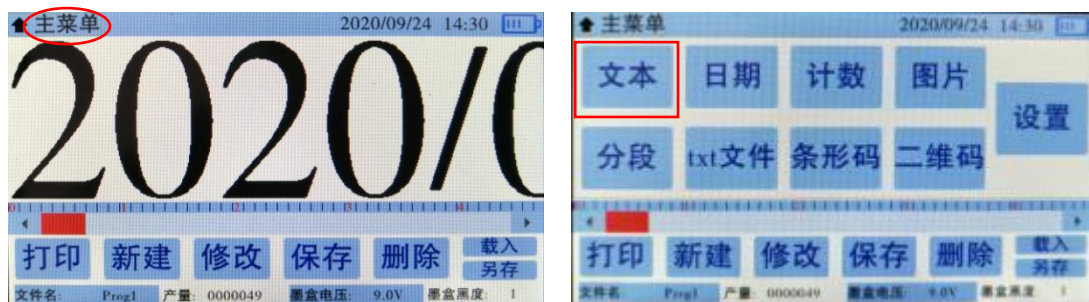 主菜单 2020/09/24 14:30
2020/0
0 1 2 3 4
打印 新建 修改 保存 删除 载入 另存
文件名: Prog1 产量: 0000049 墨盒电压: 9.0V 墨盒黑度: 1
主菜单 2020/09/24 14:30
文本 日期 计数 图片 设置
分段 txt文件 条形码 二维码
打印 新建 修改 保存 删除 载入 另存
文件名: Prog1 产量: 0000049 墨盒电压: 9.0V 墨盒黑度: 1